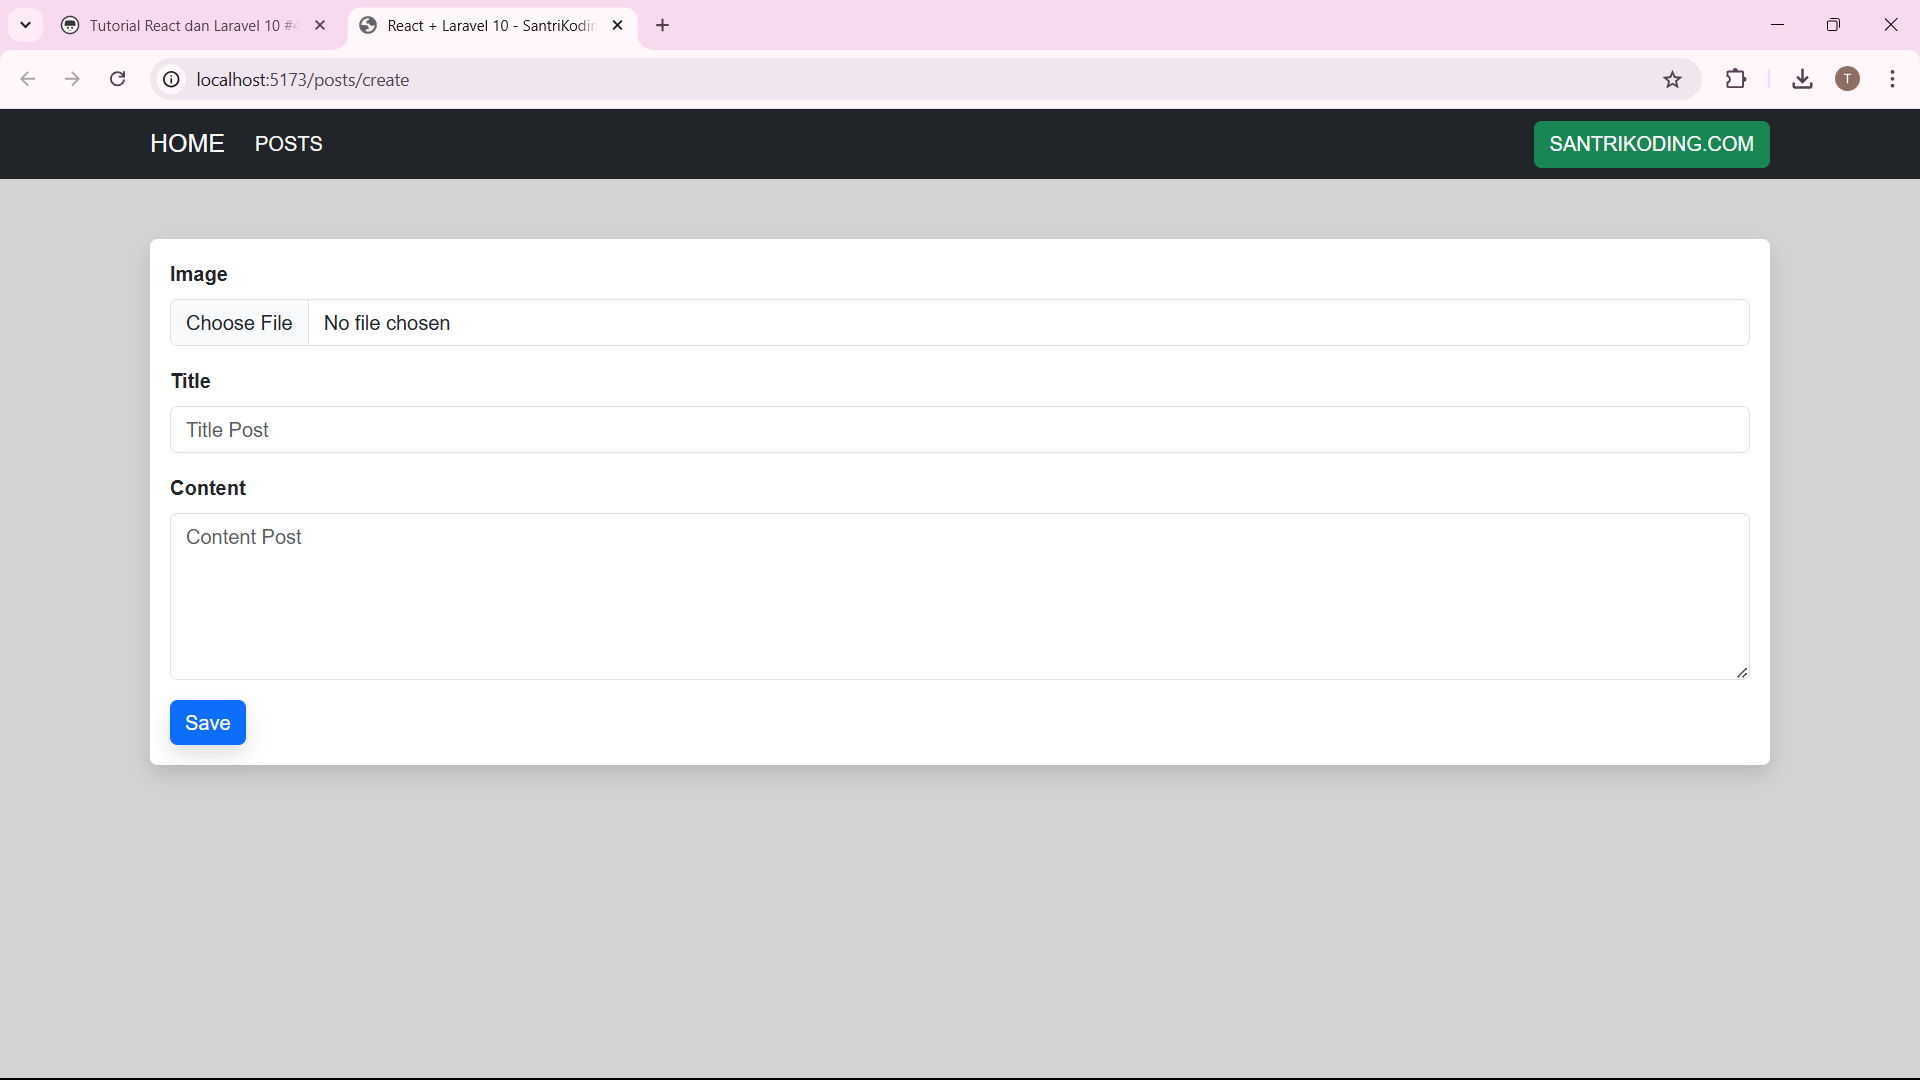 Tutorial React dan Laravel 10 #4
React + Laravel 10 - SantriKodin
localhost:5173/posts/create
T
HOME
POSTS
SANTRIKODING.COM
Image
Choose File
No file chosen
Title
Title Post
Content
Content Post
Save